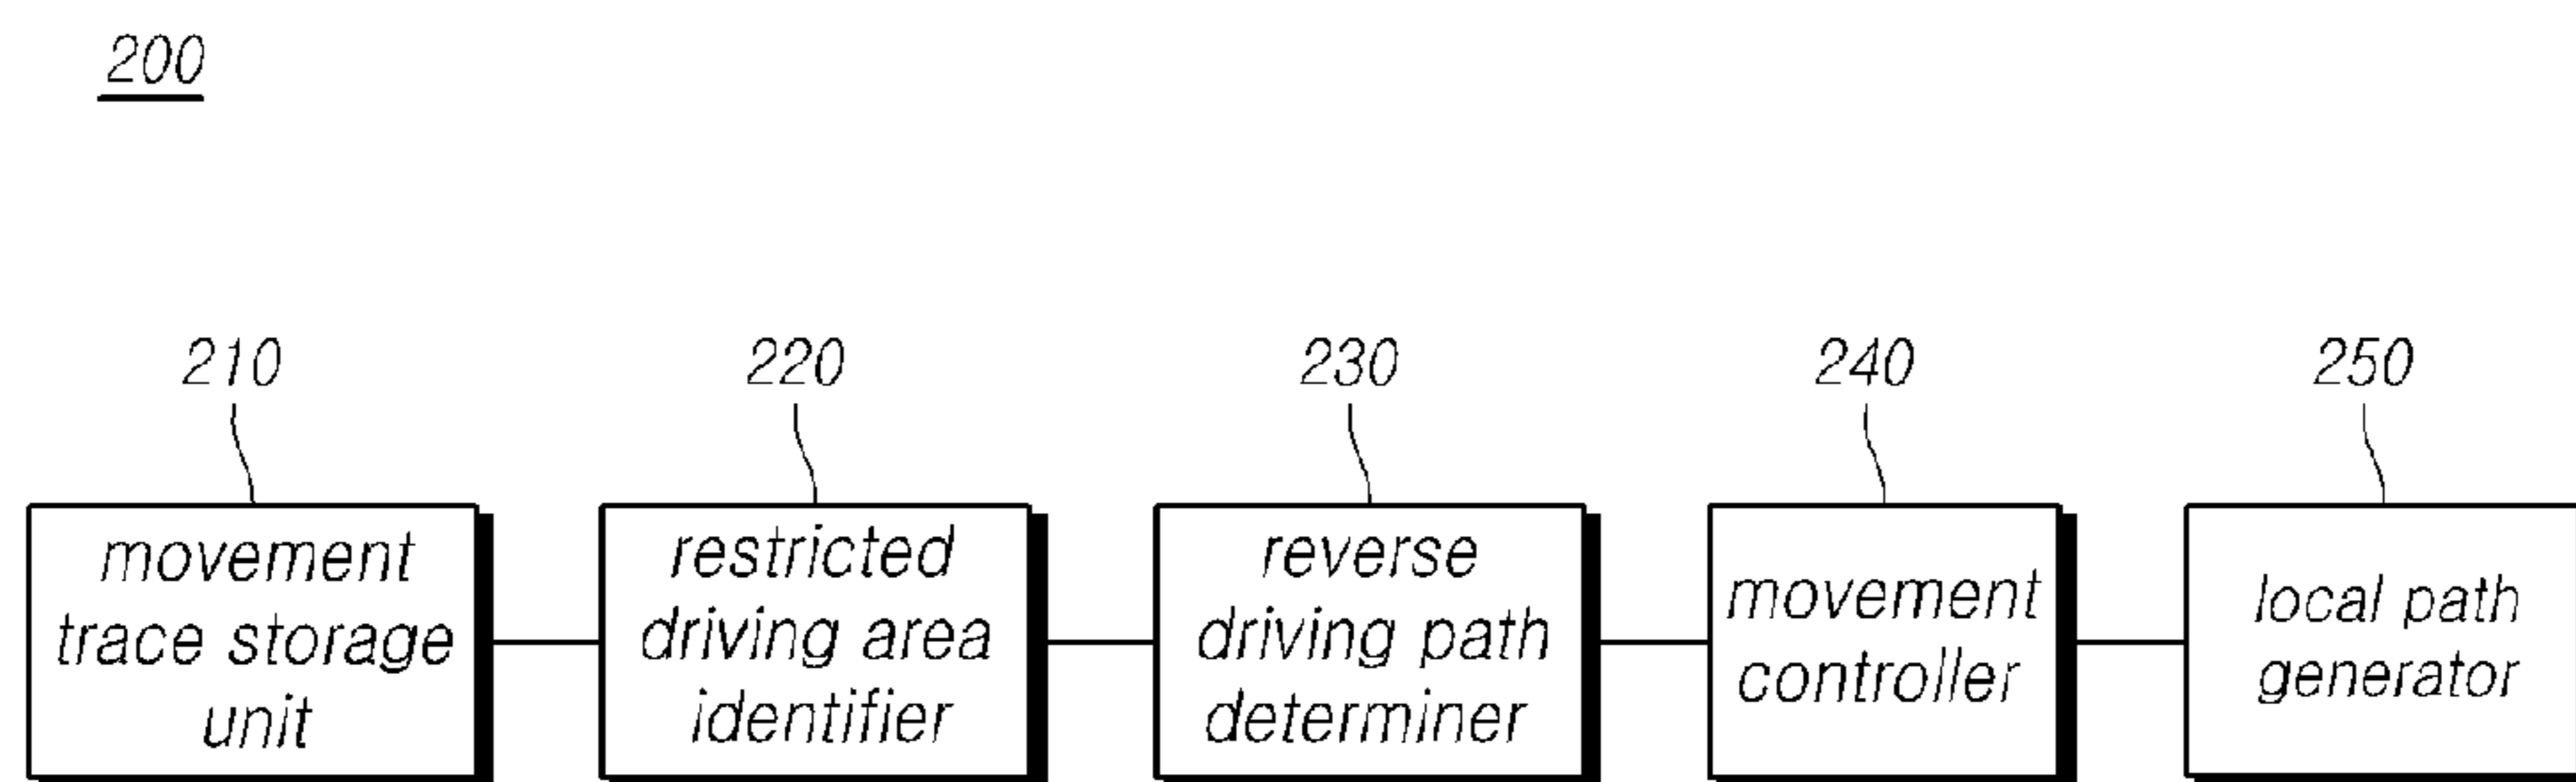 200
210
220
230
240
250
movement
trace storage
unit
restricted
driving area
identifier
reverse
driving path
determiner
movement
controller
local path
generator